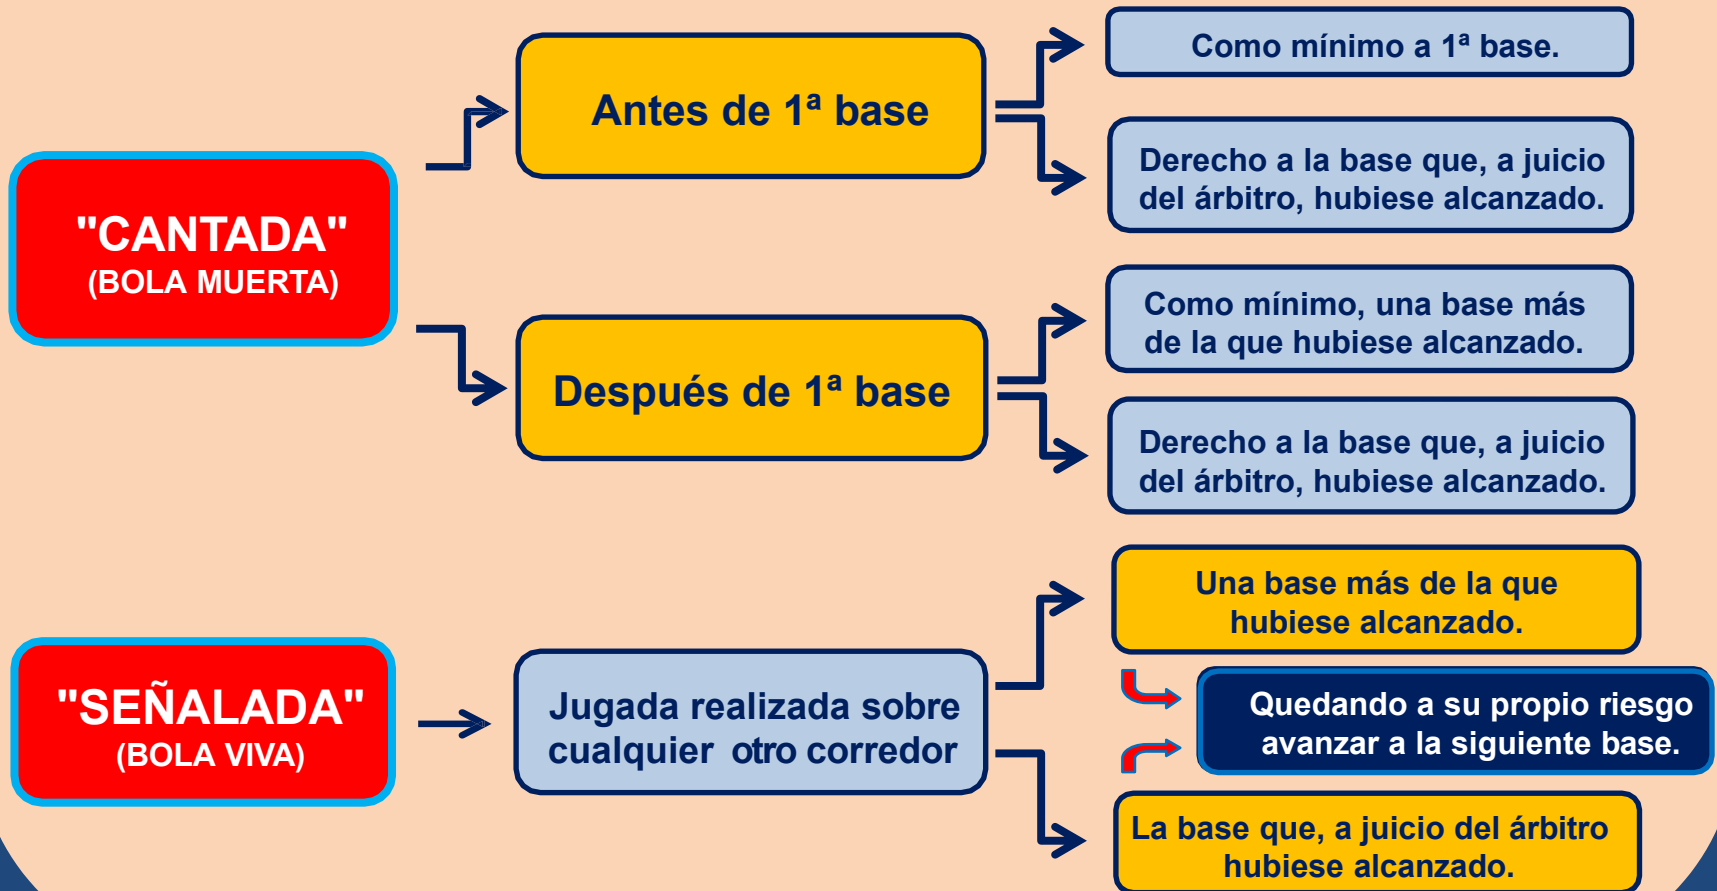 Como mínimo a 1ª base.
Antes de 1ª base
Derecho a la base que, a juicio
del árbitro, hubiese alcanzado.
"CANTADA"
(BOLA MUERTA)
Como mínimo, una base más
de la que hubiese alcanzado.
Después de 1ª base
Derecho a la base que, a juicio
del árbitro, hubiese alcanzado.
Una base más de la que
hubiese alcanzado.
"SEÑALADA"
(BOLA VIVA)
Jugada realizada sobre
cualquier otro corredor
Quedando a su propio riesgo
avanzar a la siguiente base.
La base que, a juicio del árbitro
hubiese alcanzado.